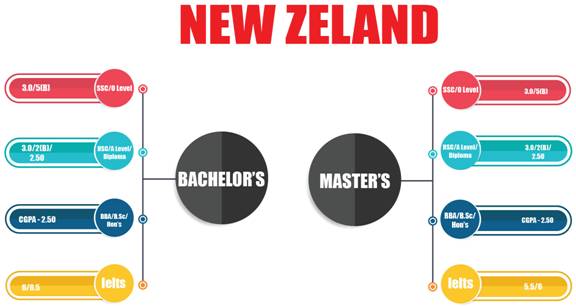 NEW ZELAND
3.0/5(B)
SSC/O Level
3.0/2(B)/
2.50
HSC/A Level/
Diploma
CGPA - 2.50
BBA/B.Sc/
Hon's
6/6.5
Ielts
BACHELOR'S
MASTER'S
SSC/O Level
3.0/5(B)
HSC/A Level/
Diploma
3.0/2(B)/
2.50
BBA/B.Sc/
Hon's
CGPA - 2.50
Ielts
5.5/6